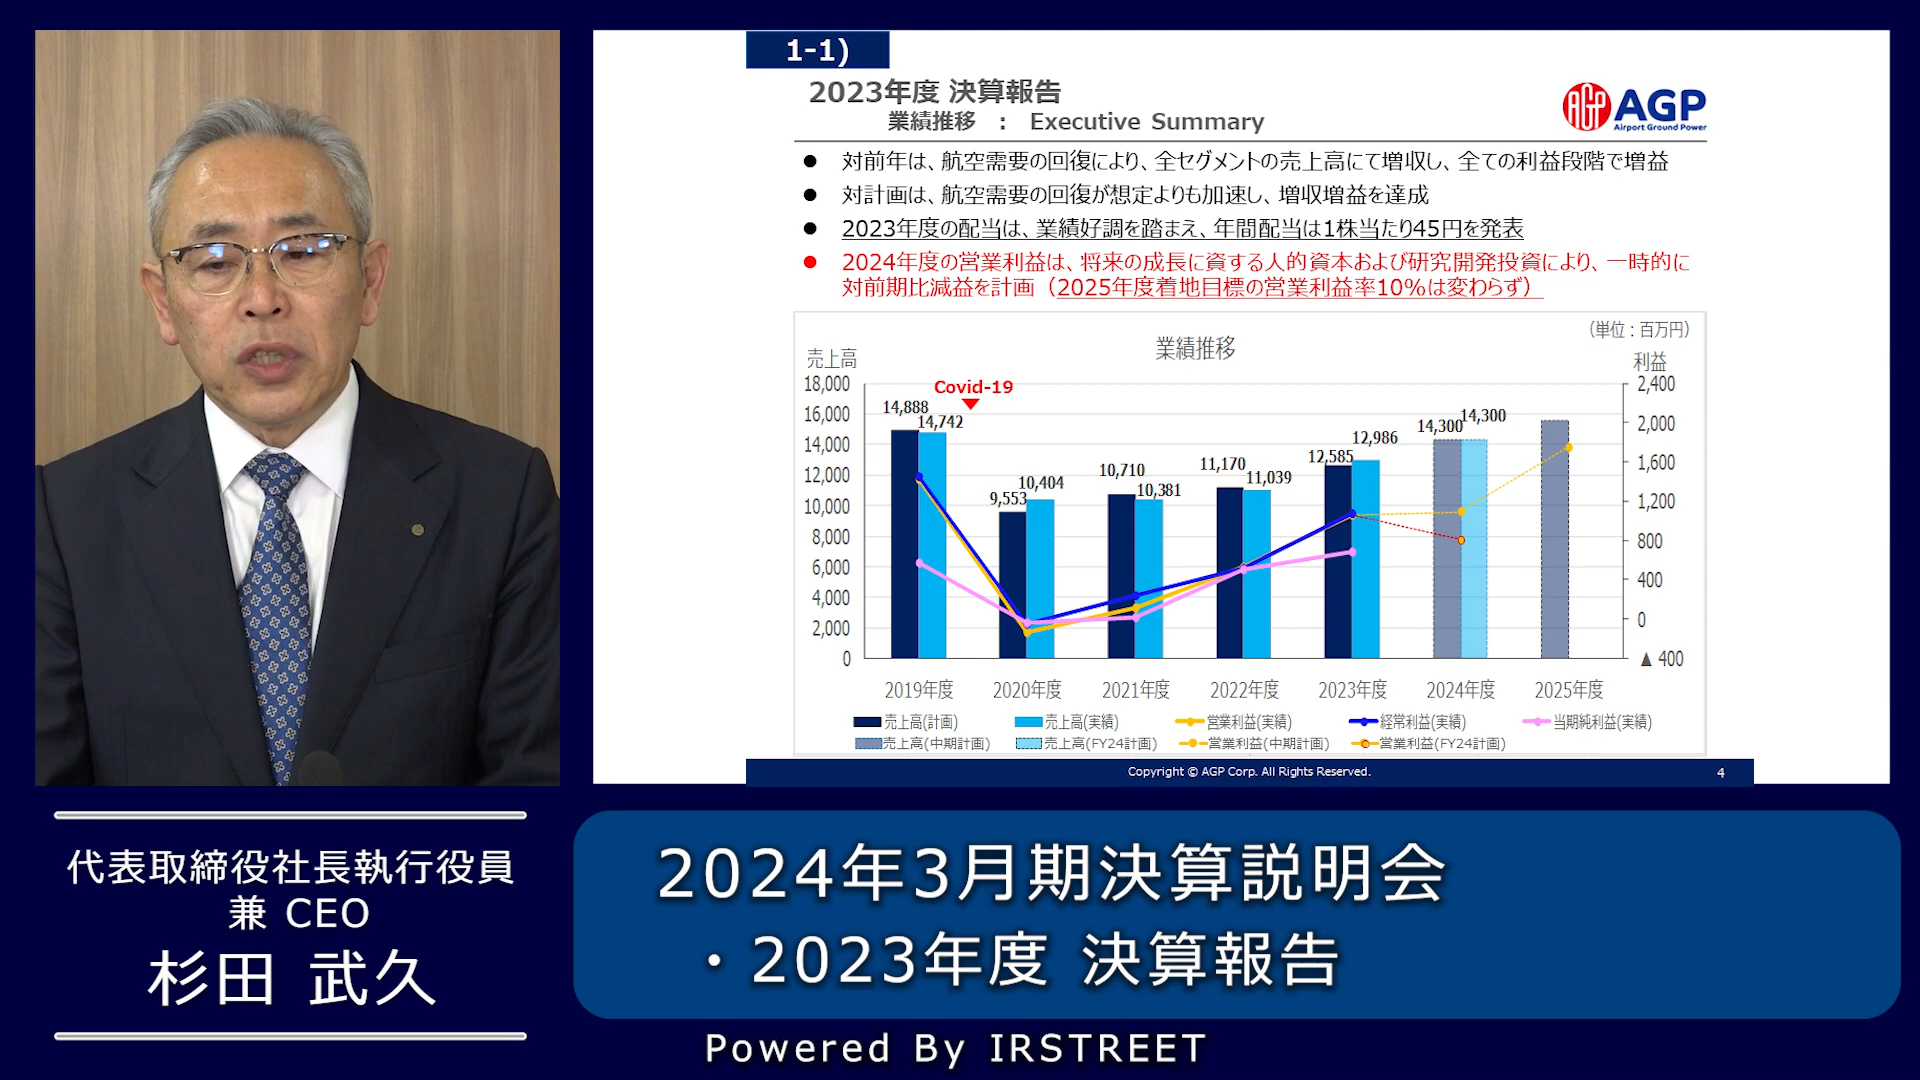 1-1)
2023年度 決算報告
業績推移 ： Executive Summary
AGP
AGP
Airport Ground Power
● 対前年は、航空需要の回復により、全セグメントの売上高にて増収し、全ての利益段階で増益
● 対計画は、航空需要の回復が想定よりも加速し、増収増益を達成
● 2023年度の配当は、業績好調を踏まえ、年間配当は1株当たり45円を発表
● 2024年度の営業利益は、将来の成長に資する人的資本および研究開発投資により、一時的に
対前期比減益を計画（2025年度着地目標の営業利益率10%は変わらず）
（単位：百万円）
業績推移
売上高
利益
18,000
16,000
14,000
12,000
10,000
8,000
6,000
4,000
2,000
0
Covid-19
14,888
14,742
9,553
10,404
10,710
10,381
11,170
11,039
12,585
12,986
14,300
14,300
2,400
2,000
1,600
1,200
800
400
0
▲ 400
2019年度 2020年度 2021年度 2022年度 2023年度 2024年度 2025年度
売上高(計画) 売上高(実績) 営業利益(実績) 経常利益(実績) 当期純利益(実績)
売上高(中期計画) 売上高(FY24計画) 営業利益(中期計画) 営業利益(FY24計画)
Copyright © AGP Corp. All Rights Reserved.
4
代表取締役社長執行役員
兼 CEO
杉田 武久
2024年3月期決算説明会
・2023年度 決算報告
Powered By IRSTREET